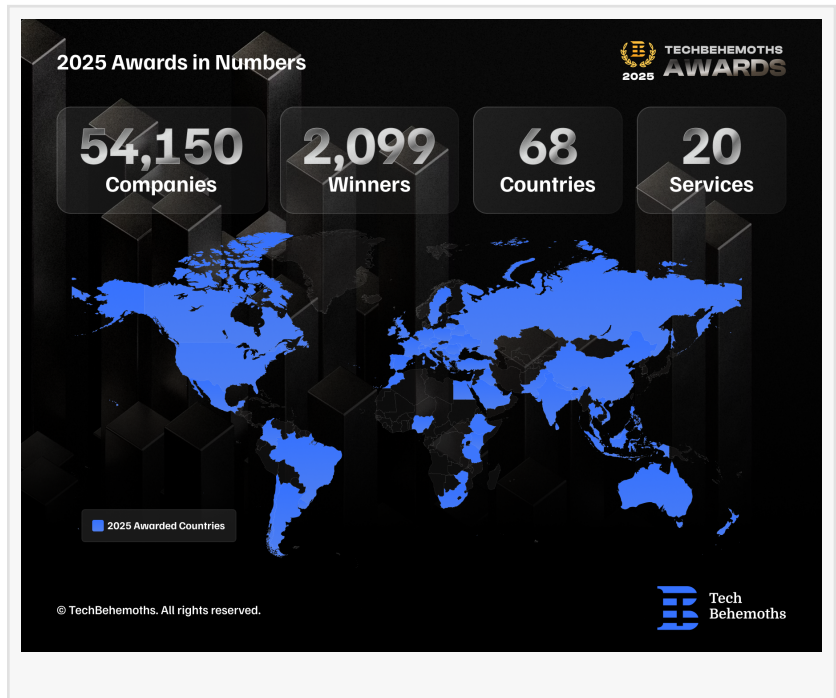 2025 Awards in Numbers
2025
TECHBEHEMOTHS
AWARDS
54,150
Companies
2,099
Winners
68
Countries
20
Services
2025 Awarded Countries
© TechBehemoths. All rights reserved.
Tech
Behemoths